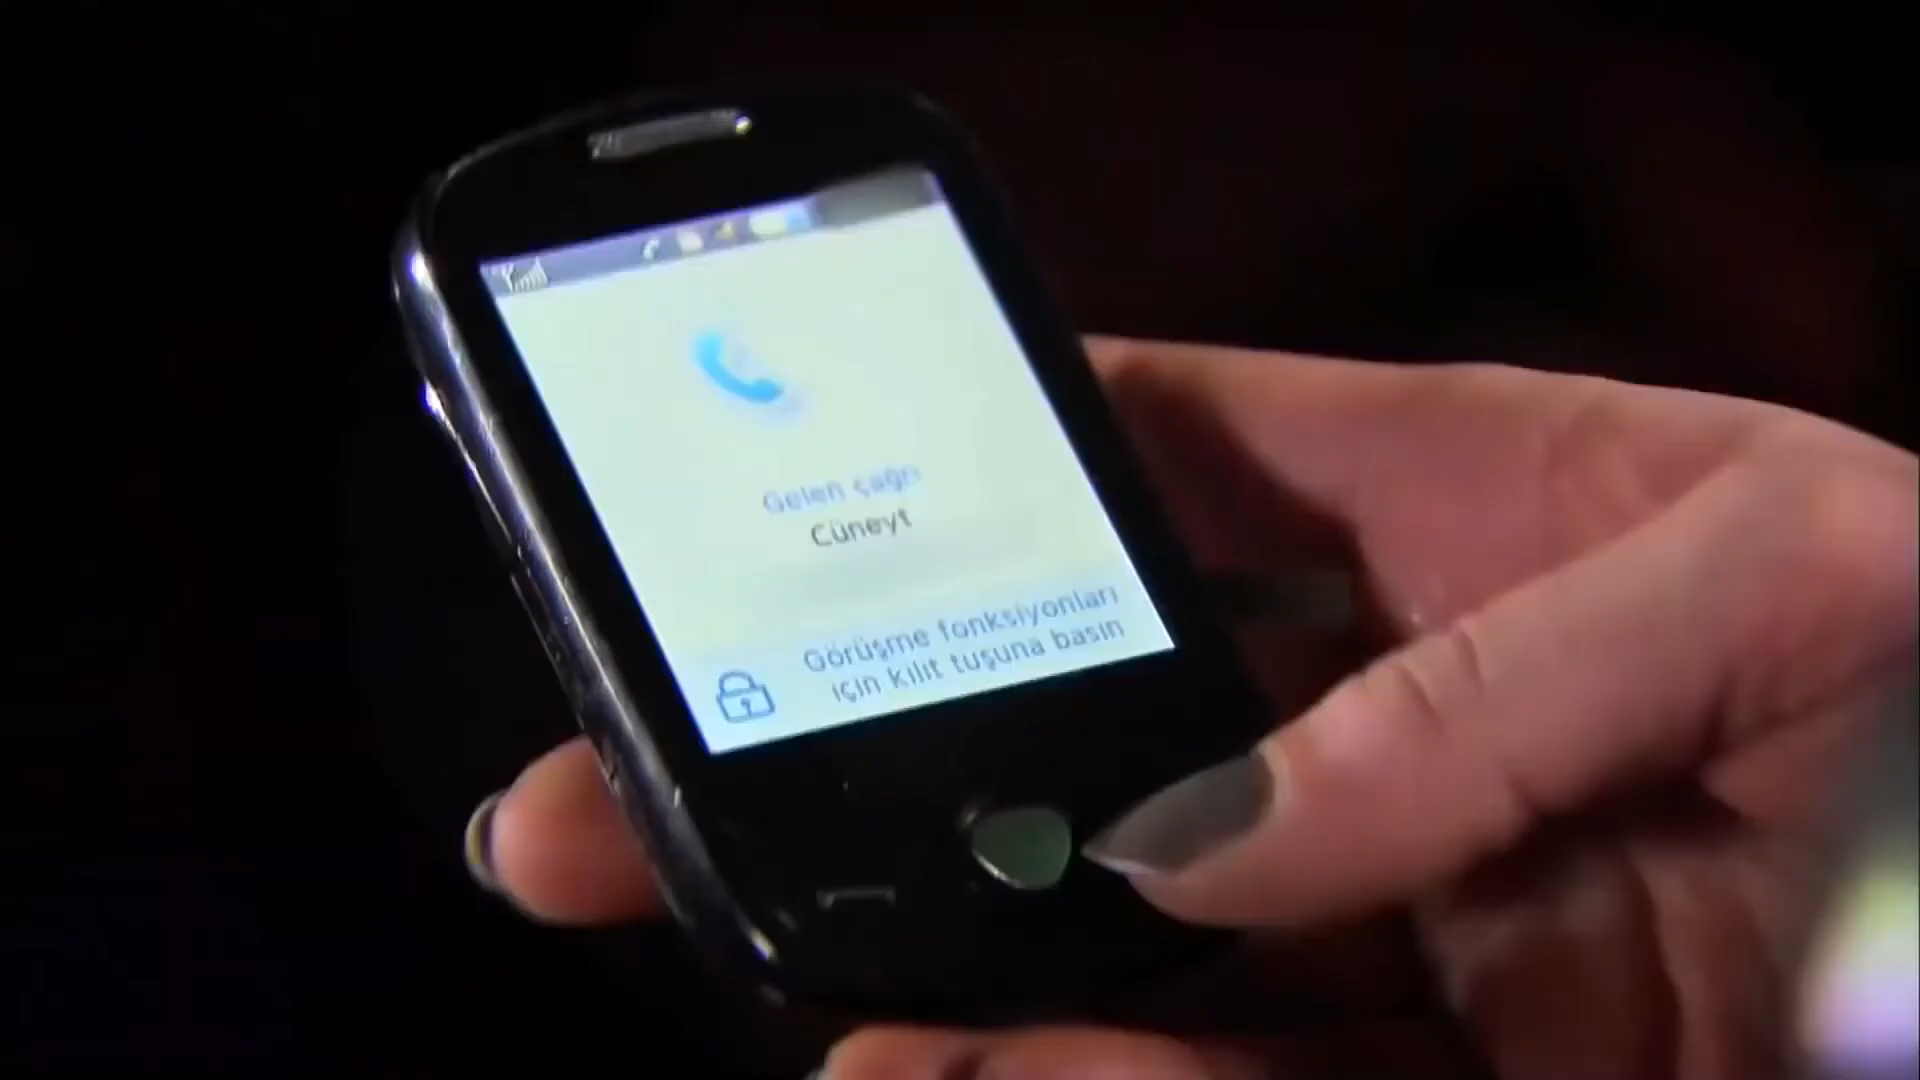 Gelen çağrı
Cüneyt
Görüşme fonksiyonları
için kilit tuşuna basın